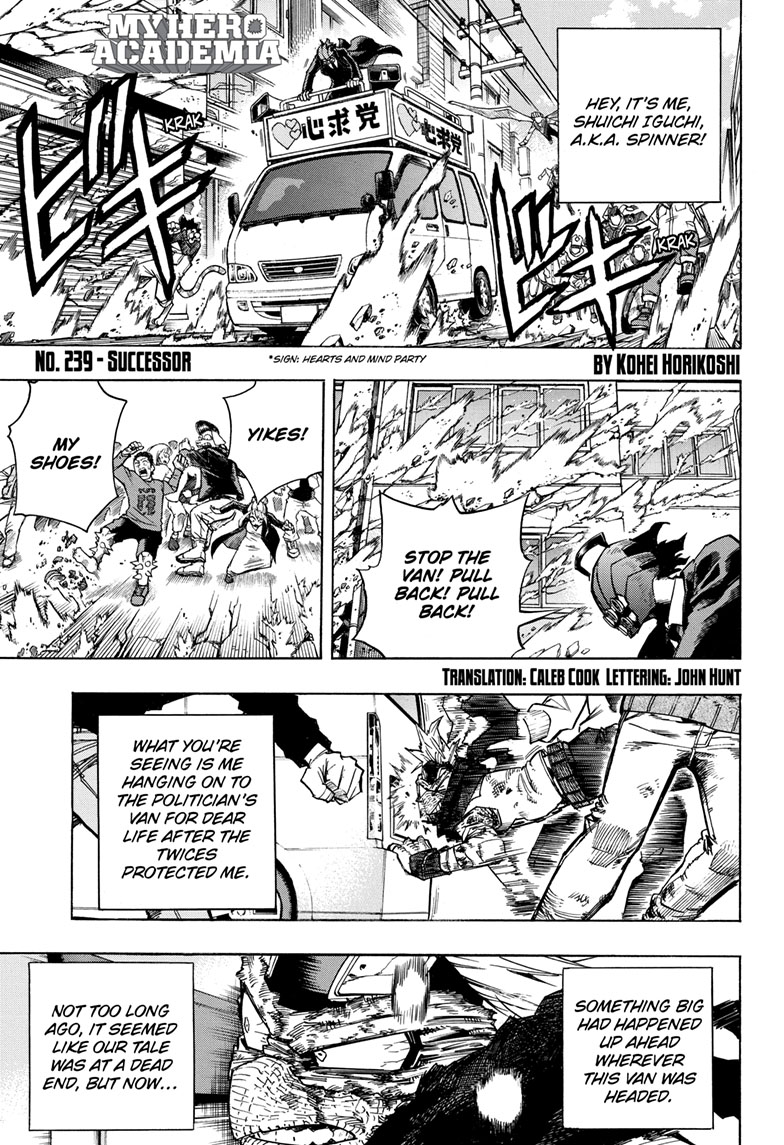 MY HERO
ACADEMIA
HEY, IT'S ME,
SHUICHI IGUCHI,
A.K.A. SPINNER!
ビキ
KRAK
心求党
心求党
ビキ
KRAK
No. 239 - SUCCESSOR
*SIGN: HEARTS AND MIND PARTY
BY KOHEI HORIKOSHI
STOP THE
VAN! PULL
BACK! PULL
BACK!
YIKES!
MY
SHOES!
TRANSLATION: CALEB COOK LETTERING: JOHN HUNT
WHAT YOU'RE
SEEING IS ME
HANGING ON TO
THE POLITICIAN'S
VAN FOR DEAR
LIFE AFTER THE
TWICES
PROTECTED ME.
SOMETHING BIG
HAD HAPPENED
UP AHEAD
WHEREVER
THIS VAN WAS
HEADED.
NOT TOO LONG
AGO, IT SEEMED
LIKE OUR TALE
WAS AT A DEAD
END, BUT NOW...